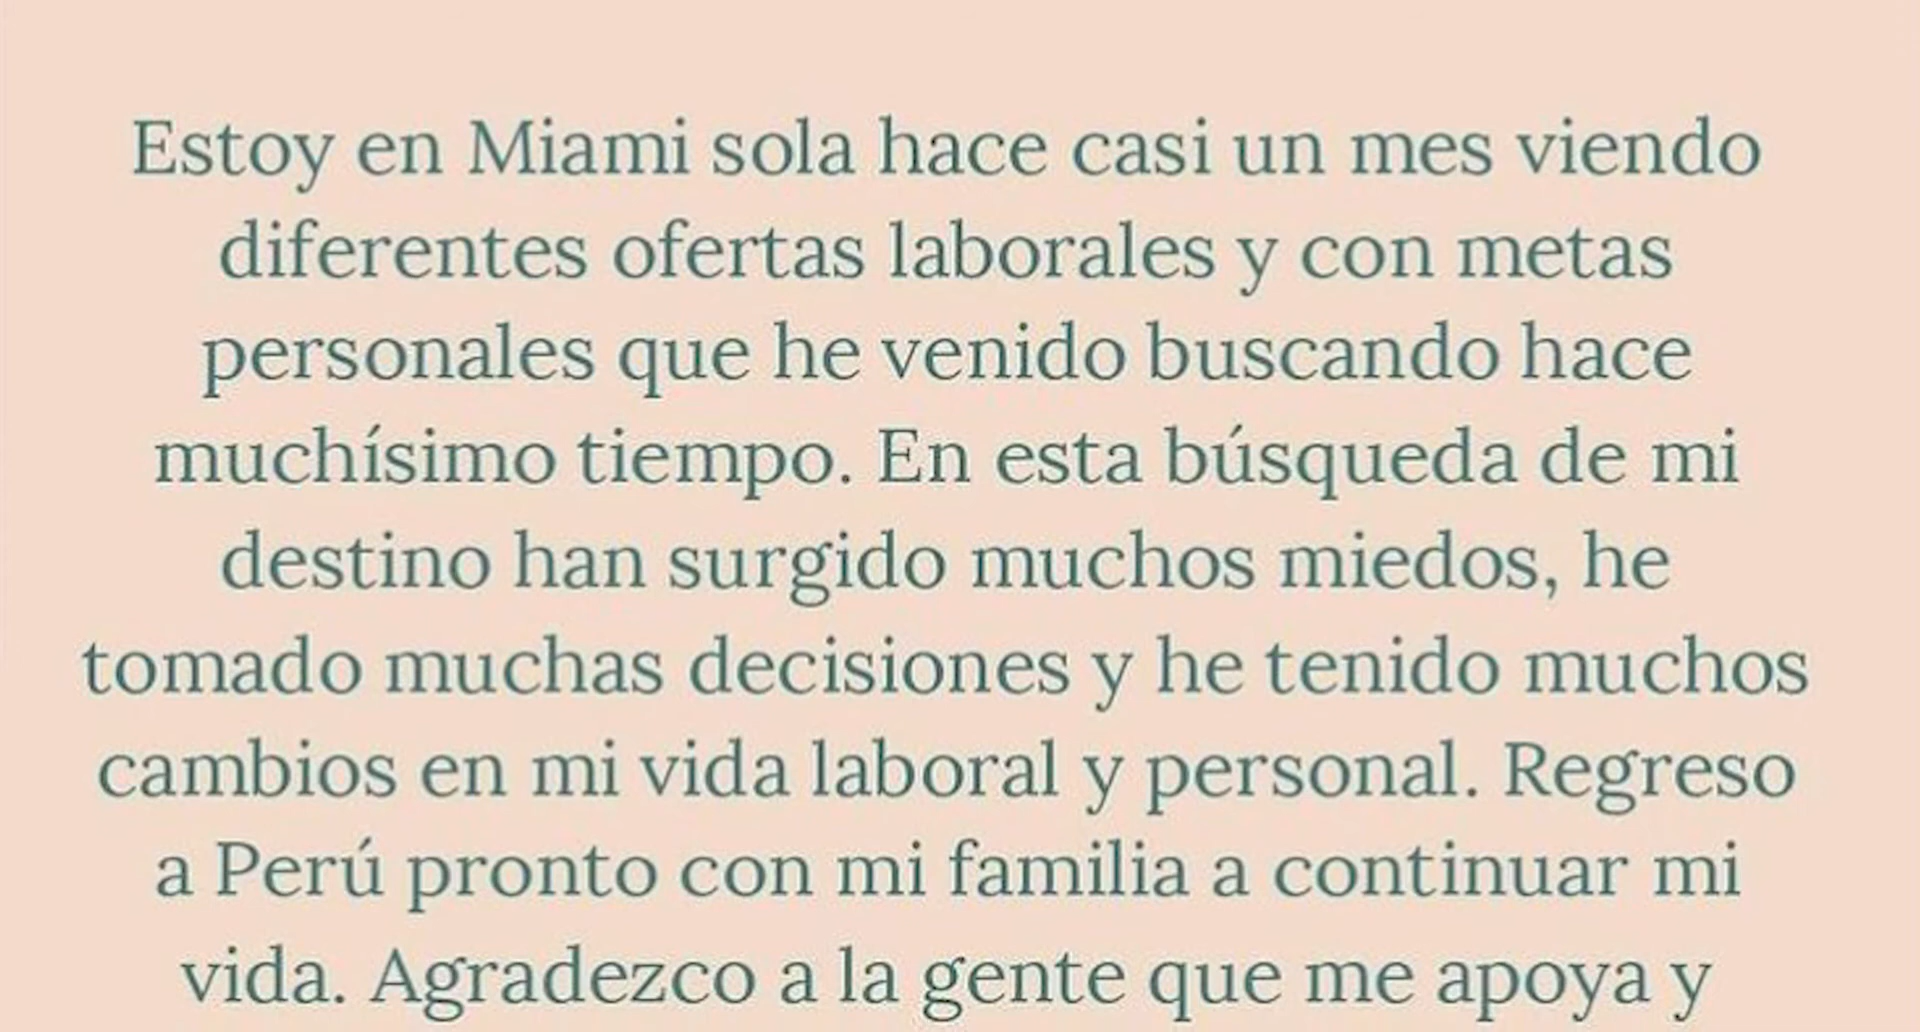 Estoy en Miami sola hace casi un mes viendo
diferentes ofertas laborales y con metas
personales que he venido buscando hace
muchísimo tiempo. En esta búsqueda de mi
destino han surgido muchos miedos, he
tomado muchas decisiones y he tenido muchos
cambios en mi vida laboral y personal. Regreso
a Perú pronto con mi familia a continuar mi
vida. Agradezco a la gente que me apoya y